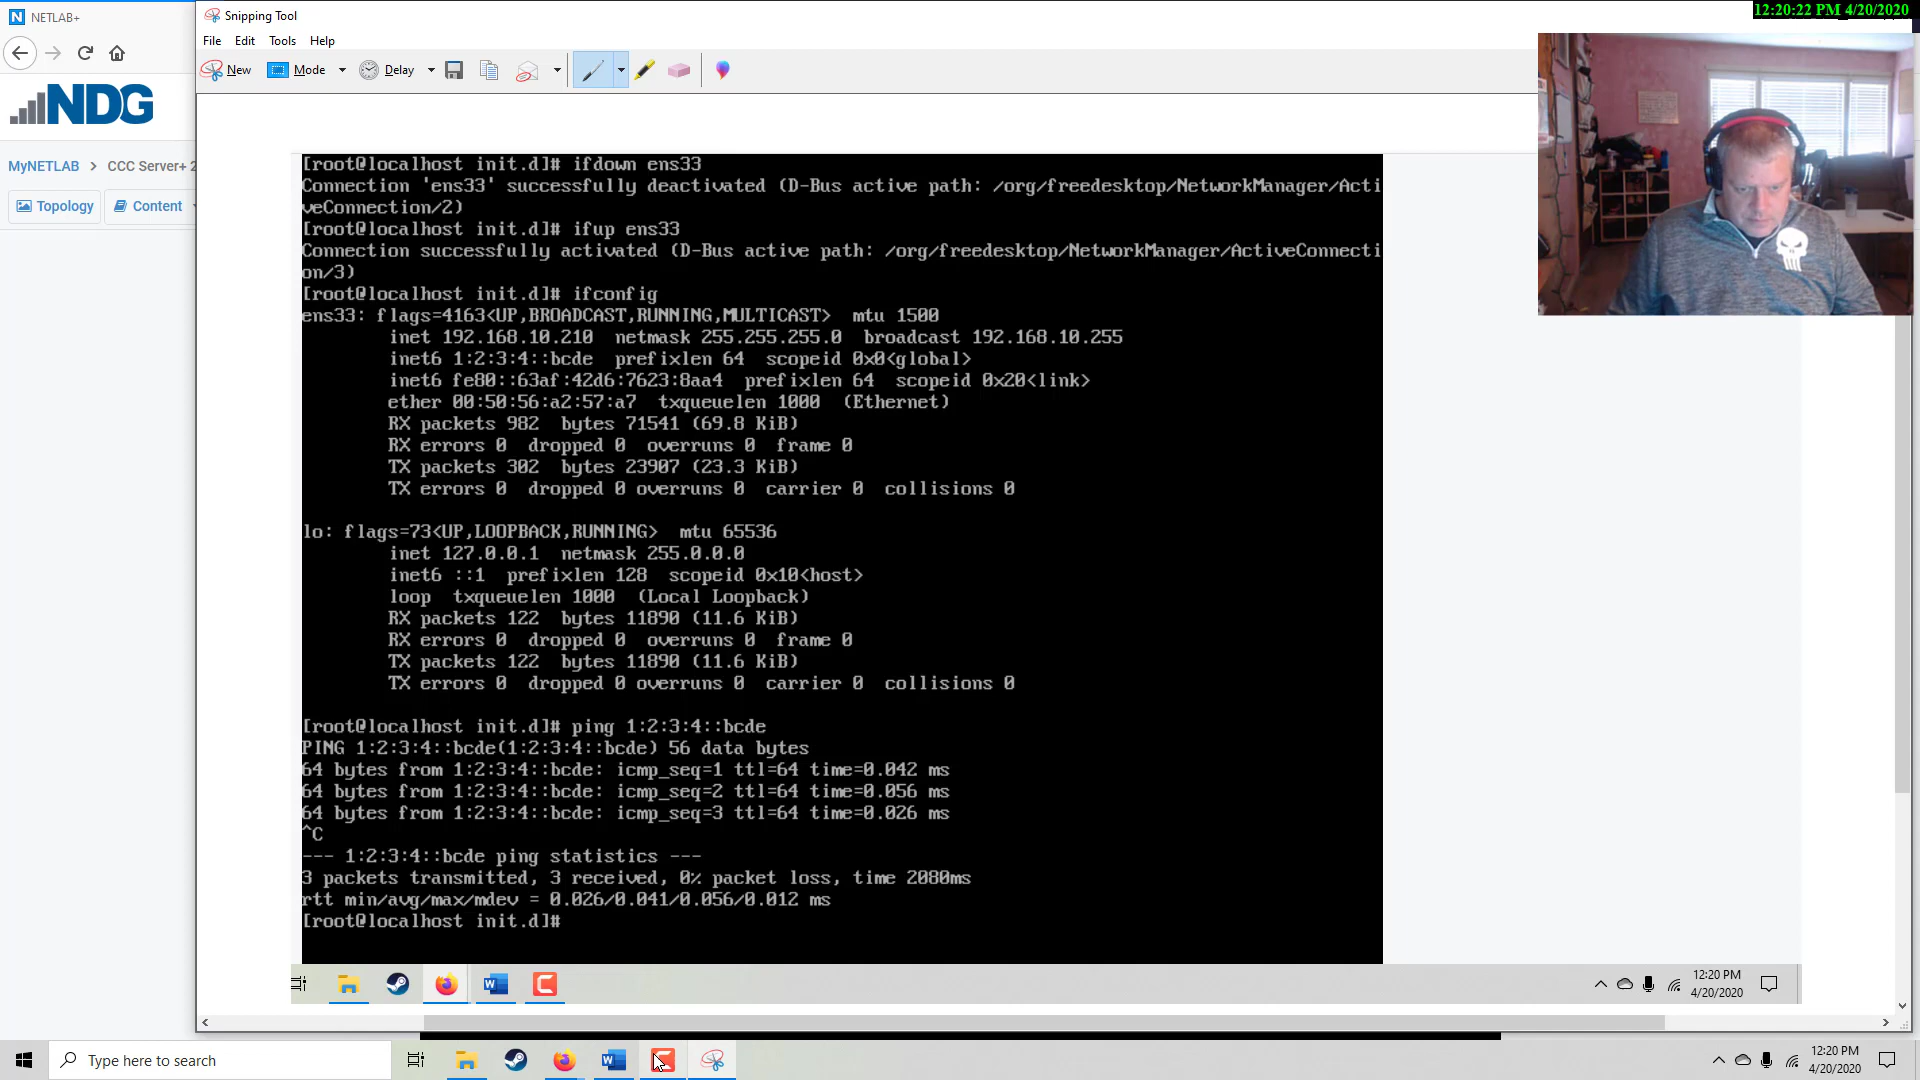 NETLAB+
Snipping Tool
12:20:22 PM 4/20/2020
File Edit Tools Help
New Mode Delay
NDG
MyNETLAB > CCC Server+ 2
Topology Content
[root@localhost init.d]# ifdown ens33
Connection 'ens33' successfully deactivated (D-Bus active path: /org/freedesktop/NetworkManager/Acti
veConnection/2)
[root@localhost init.d]# ifup ens33
Connection successfully activated (D-Bus active path: /org/freedesktop/NetworkManager/ActiveConnecti
on/3)
[root@localhost init.d]# ifconfig
ens33: flags=4163<UP,BROADCAST,RUNNING,MULTICAST>  mtu 1500
inet 192.168.10.210  netmask 255.255.255.0  broadcast 192.168.10.255
inet6 1:2:3:4::bcde  prefixlen 64  scopeid 0x0<global>
inet6 fe80::63af:42d6:7623:8aa4  prefixlen 64  scopeid 0x20<link>
ether 00:50:56:a2:57:a7  txqueuelen 1000  (Ethernet)
RX packets 982  bytes 71541 (69.8 KiB)
RX errors 0  dropped 0  overruns 0  frame 0
TX packets 302  bytes 23907 (23.3 KiB)
TX errors 0  dropped 0 overruns 0  carrier 0  collisions 0
lo: flags=73<UP,LOOPBACK,RUNNING>  mtu 65536
inet 127.0.0.1  netmask 255.0.0.0
inet6 ::1  prefixlen 128  scopeid 0x10<host>
loop  txqueuelen 1000  (Local Loopback)
RX packets 122  bytes 11890 (11.6 KiB)
RX errors 0  dropped 0  overruns 0  frame 0
TX packets 122  bytes 11890 (11.6 KiB)
TX errors 0  dropped 0 overruns 0  carrier 0  collisions 0
[root@localhost init.d]# ping 1:2:3:4::bcde
PING 1:2:3:4::bcde(1:2:3:4::bcde) 56 data bytes
64 bytes from 1:2:3:4::bcde: icmp_seq=1 ttl=64 time=0.042 ms
64 bytes from 1:2:3:4::bcde: icmp_seq=2 ttl=64 time=0.056 ms
64 bytes from 1:2:3:4::bcde: icmp_seq=3 ttl=64 time=0.026 ms
^C
--- 1:2:3:4::bcde ping statistics ---
3 packets transmitted, 3 received, 0% packet loss, time 2080ms
rtt min/avg/max/mdev = 0.026/0.041/0.056/0.012 ms
[root@localhost init.d]#
12:20 PM
4/20/2020
Type here to search
12:20 PM
4/20/2020